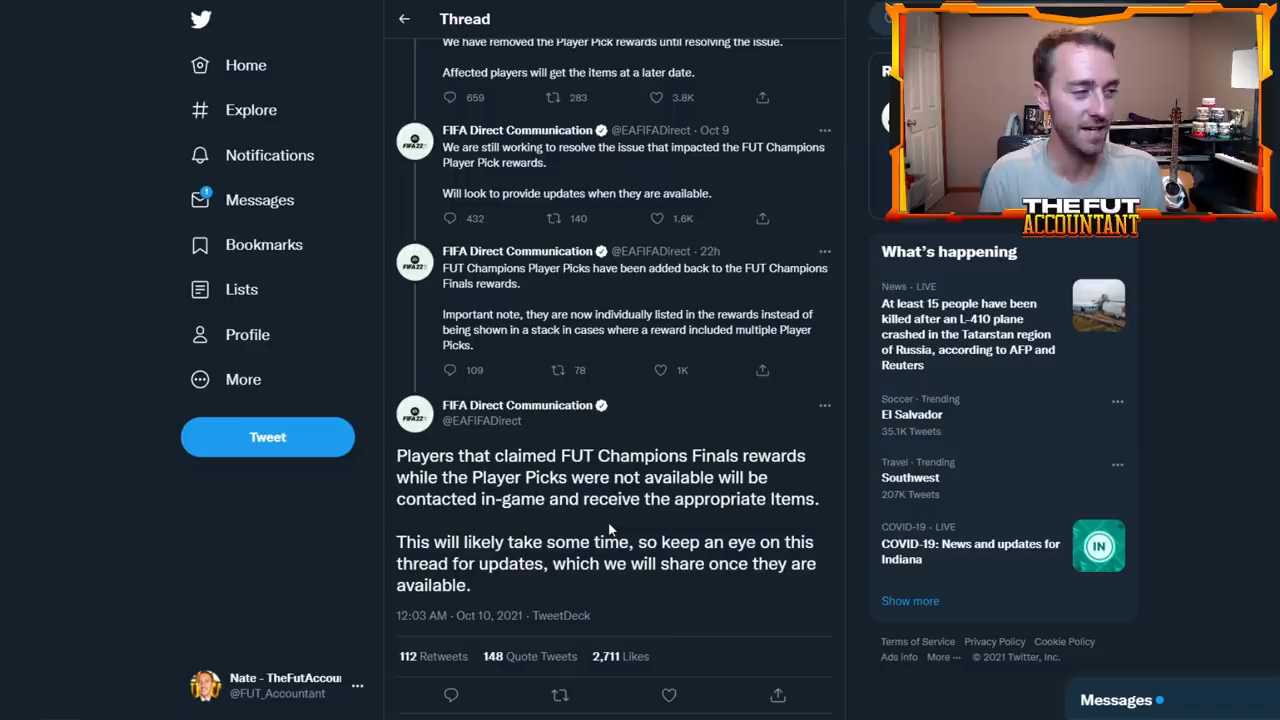 Home
Explore
Notifications
1
Messages
Bookmarks
Lists
Profile
More
Tweet
Nate - TheFutAccou
@FUT_Accountant
Thread
We have removed the Player Pick rewards until resolving the issue.
Affected players will get the items at a later date.
659 283 3.8K
FIFA Direct Communication @EAFIFADirect · Oct 9
We are still working to resolve the issue that impacted the FUT Champions
Player Pick rewards.
Will look to provide updates when they are available.
432 140 1.6K
FIFA Direct Communication @EAFIFADirect · 22h
FUT Champions Player Picks have been added back to the FUT Champions
Finals rewards.
Important note, they are now individually listed in the rewards instead of
being shown in a stack in cases where a reward included multiple Player
Picks.
109 78 1K
FIFA Direct Communication
@EAFIFADirect
Players that claimed FUT Champions Finals rewards
while the Player Picks were not available will be
contacted in-game and receive the appropriate Items.
This will likely take some time, so keep an eye on this
thread for updates, which we will share once they are
available.
12:03 AM · Oct 10, 2021 · TweetDeck
112 Retweets 148 Quote Tweets 2,711 Likes
THE FUT
ACCOUNTANT
What's happening
News · LIVE
At least 15 people have been
killed after an L-410 plane
crashed in the Tatarstan region
of Russia, according to AFP and
Reuters
Soccer · Trending
El Salvador
35.1K Tweets
Travel · Trending
Southwest
207K Tweets
COVID-19 · LIVE
COVID-19: News and updates for
Indiana
IN
Show more
Terms of Service Privacy Policy Cookie Policy
Ads info More ··· © 2021 Twitter, Inc.
Messages